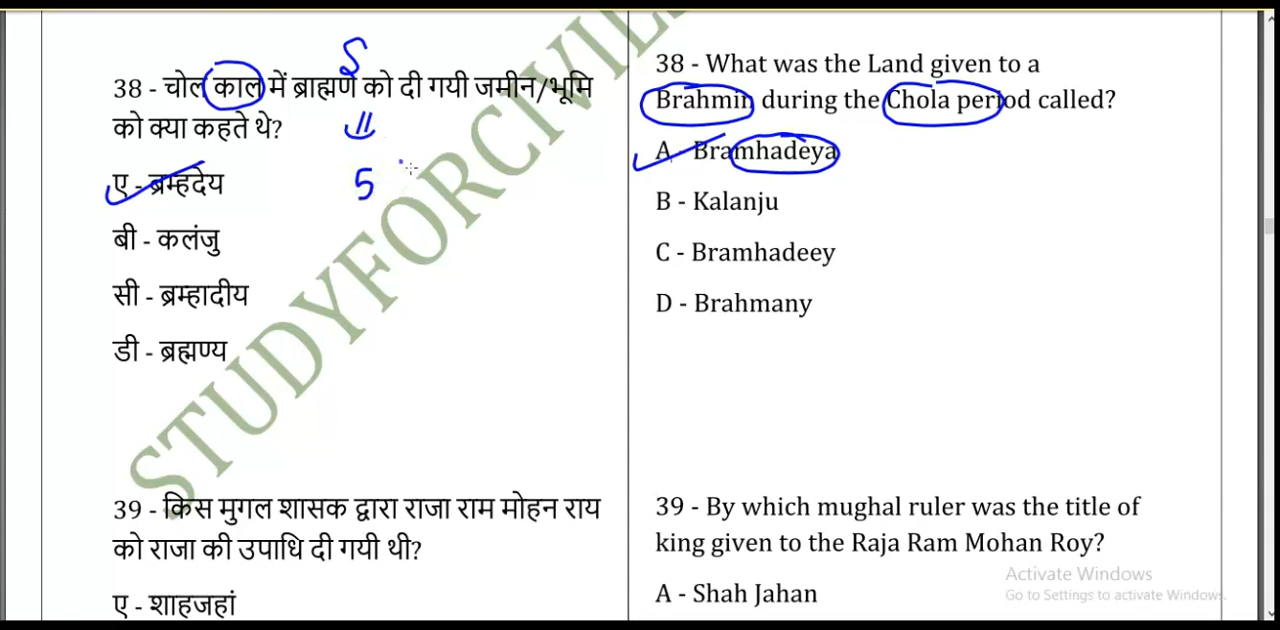 38 - चोल काल में ब्राह्मण को दी गयी जमीन/भूमि
को क्या कहते थे?
ए - ब्रम्हदेय
बी - कलंजु
सी - ब्रम्हादीय
डी - ब्रह्मण्य
39 - किस मुगल शासक द्वारा राजा राम मोहन राय
को राजा की उपाधि दी गयी थी?
ए - शाहजहां
38 - What was the Land given to a
Brahmin during the Chola period called?
A - Bramhadeya
B - Kalanju
C - Bramhadeey
D - Brahmany
39 - By which mughal ruler was the title of
king given to the Raja Ram Mohan Roy?
A - Shah Jahan
STUDYFORCIVIL
5
Activate Windows
Go to Settings to activate Windows.